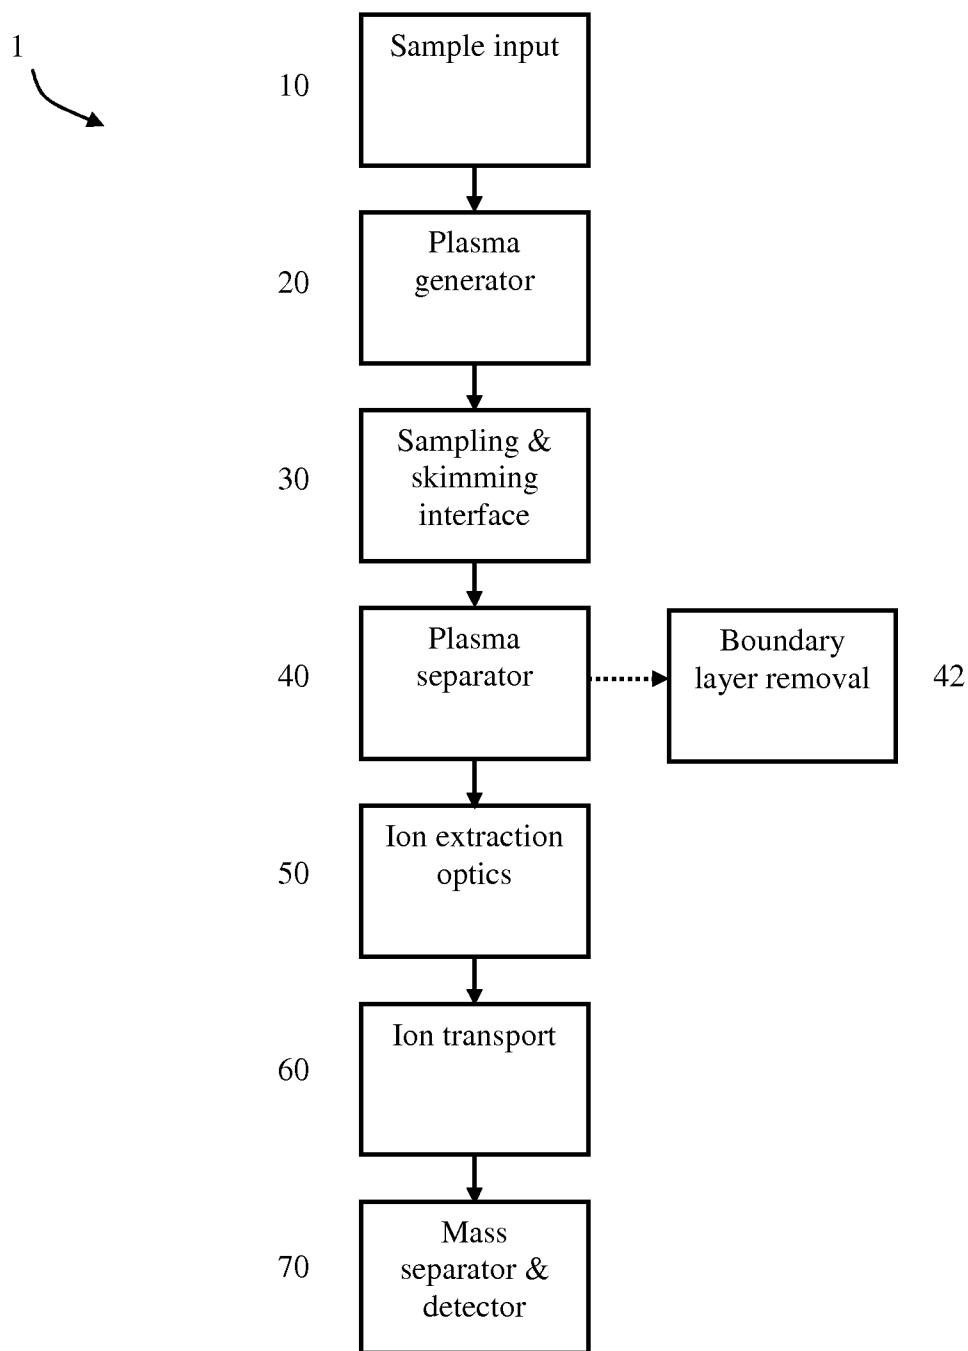 1
Sample input
10
Plasma
generator
20
Sampling &
skimming
interface
30
Plasma
separator
40
Boundary
layer removal
42
Ion extraction
optics
50
Ion transport
60
Mass
separator &
detector
70